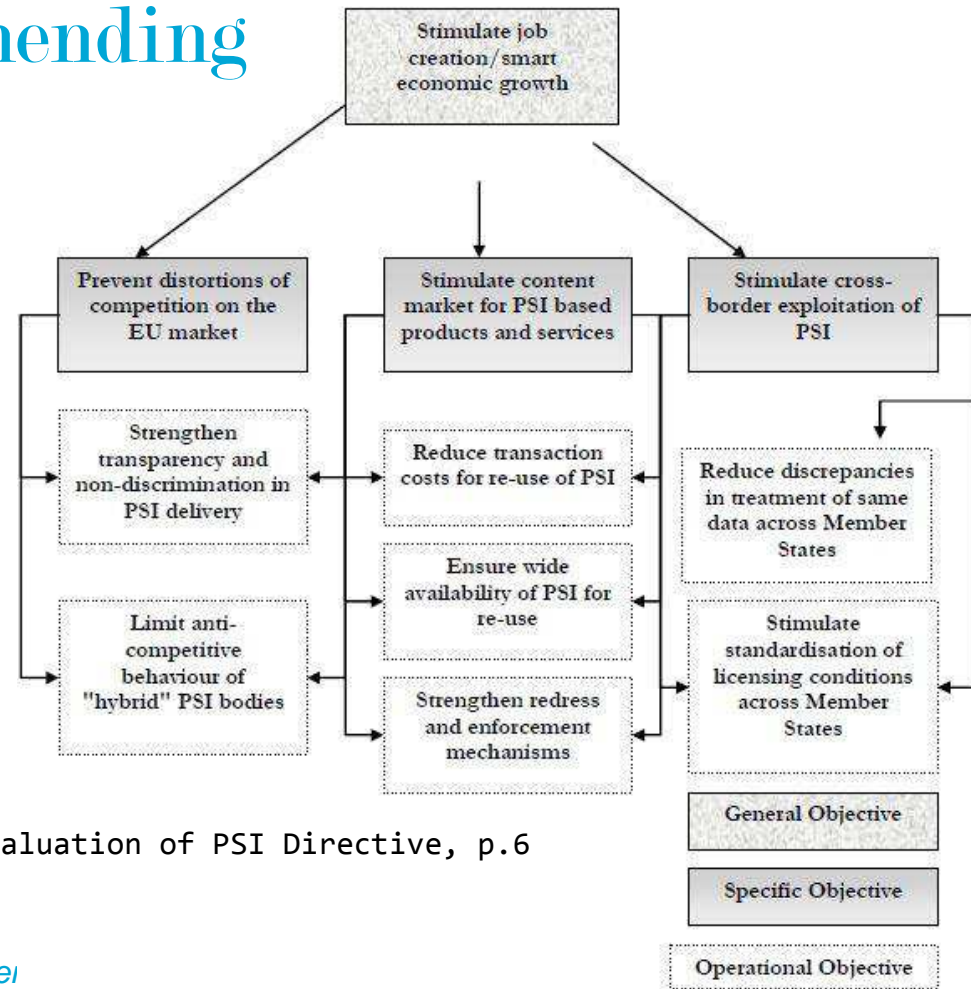 nending
Stimulate job
creation/smart
economic growth
Prevent distortions of
competition on the
EU market
Stimulate content
market for PSI based
products and services
Stimulate cross-
border exploitation of
PSI
Strengthen
transparency and
non-discrimination in
PSI delivery
Reduce transaction
costs for re-use of PSI
Reduce discrepancies
in treatment of same
data across Member
States
Ensure wide
availability of PSI for
re-use
Limit anti-
competitive
behaviour of
"hybrid" PSI bodies
Stimulate
standardisation of
licensing conditions
across Member
States
Strengthen redress
and enforcement
mechanisms
General Objective
aluation of PSI Directive, p.6
Specific Objective
Operational Objective